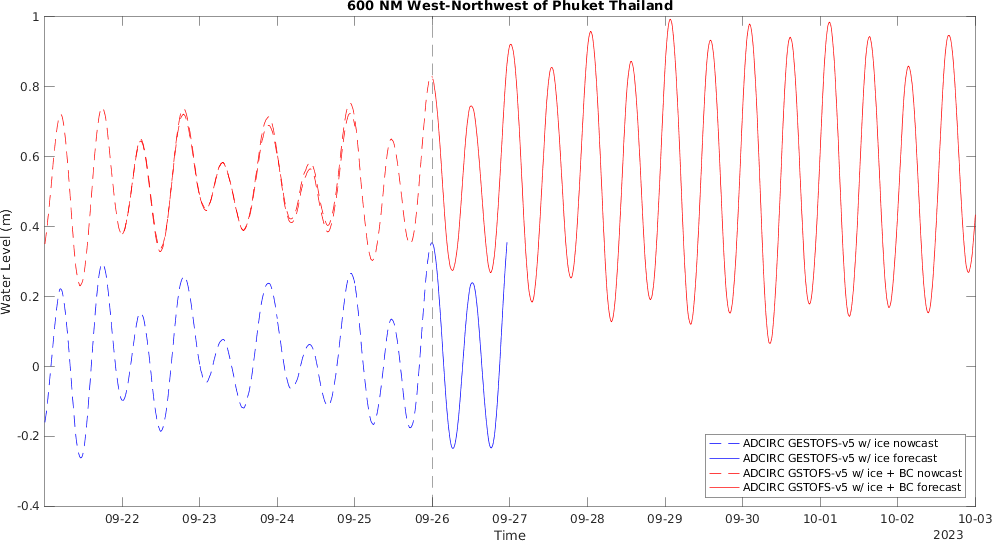 600 NM West-Northwest of Phuket Thailand
1
0.8
0.6
0.4
0.2
0
-0.2
-0.4
Water Level (m)
ADCIRC GESTOFS-v5 w/ ice nowcast
ADCIRC GESTOFS-v5 w/ ice forecast
ADCIRC GSTOFS-v5 w/ ice + BC nowcast
ADCIRC GSTOFS-v5 w/ ice + BC forecast
09-22 09-23 09-24 09-25 09-26 09-27 09-28 09-29 09-30 10-01 10-02 10-03
Time
2023